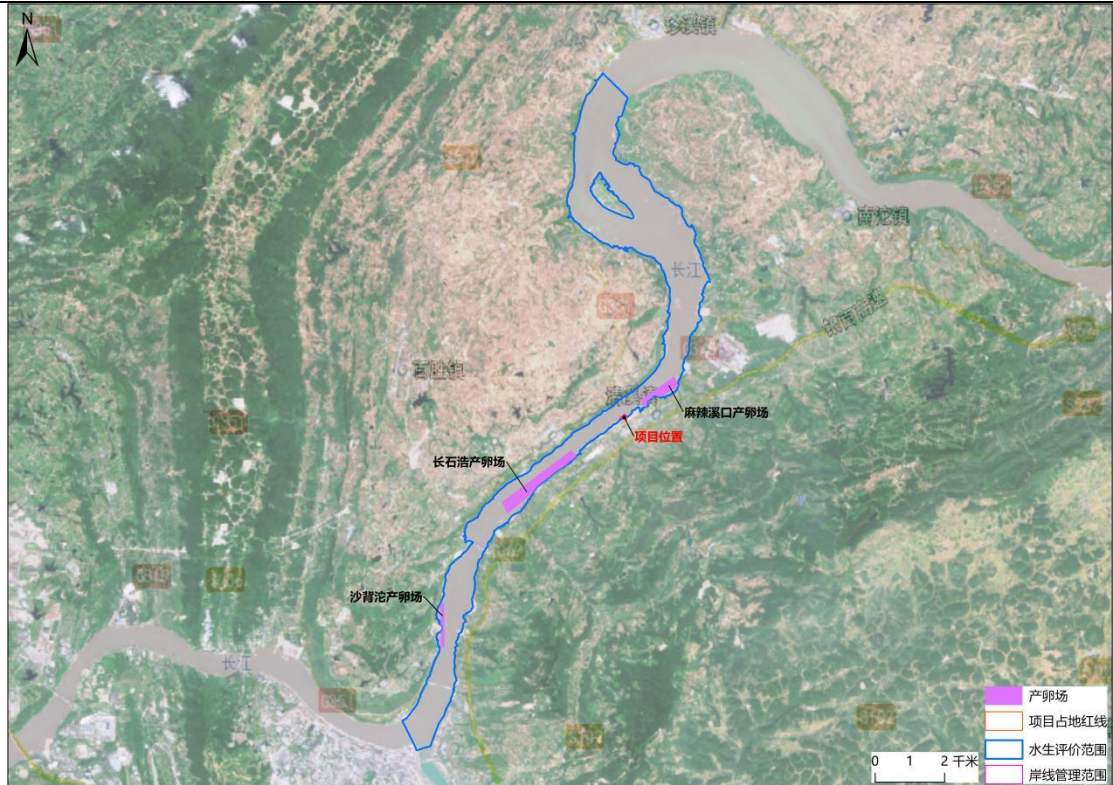 N
珍溪镇
南沱镇
长江
百胜镇
清溪镇
麻辣溪口产卵场
项目位置
长石浩产卵场
沙背沱产卵场
长江
产卵场
项目占地红线
水生评价范围
岸线管理范围
0 1 2 千米